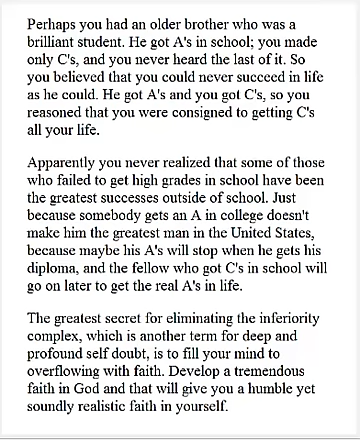 Perhaps you had an older brother who was a
brilliant student. He got A's in school; you made
only C's, and you never heard the last of it. So
you believed that you could never succeed in life
as he could. He got A's and you got C's, so you
reasoned that you were consigned to getting C's
all your life.
Apparently you never realized that some of those
who failed to get high grades in school have been
the greatest successes outside of school. Just
because somebody gets an A in college doesn't
make him the greatest man in the United States,
because maybe his A's will stop when he gets his
diploma, and the fellow who got C's in school will
go on later to get the real A's in life.
The greatest secret for eliminating the inferiority
complex, which is another term for deep and
profound self doubt, is to fill your mind to
overflowing with faith. Develop a tremendous
faith in God and that will give you a humble yet
soundly realistic faith in yourself.